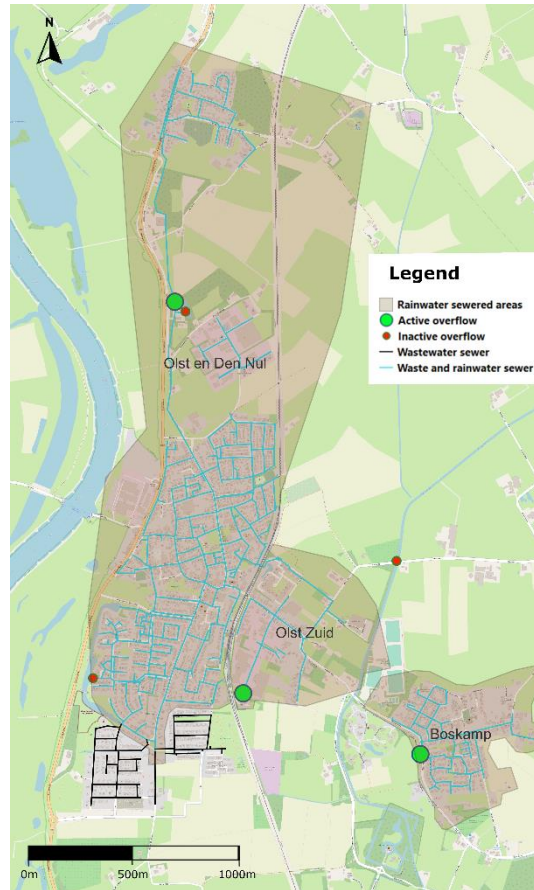 N
Legend
Rainwater sewered areas
Active overflow
Inactive overflow
Wastewater sewer
Waste and rainwater sewer
Olst en Den Nul
Olst Zuid
Boskamp
0m
500m
1000m